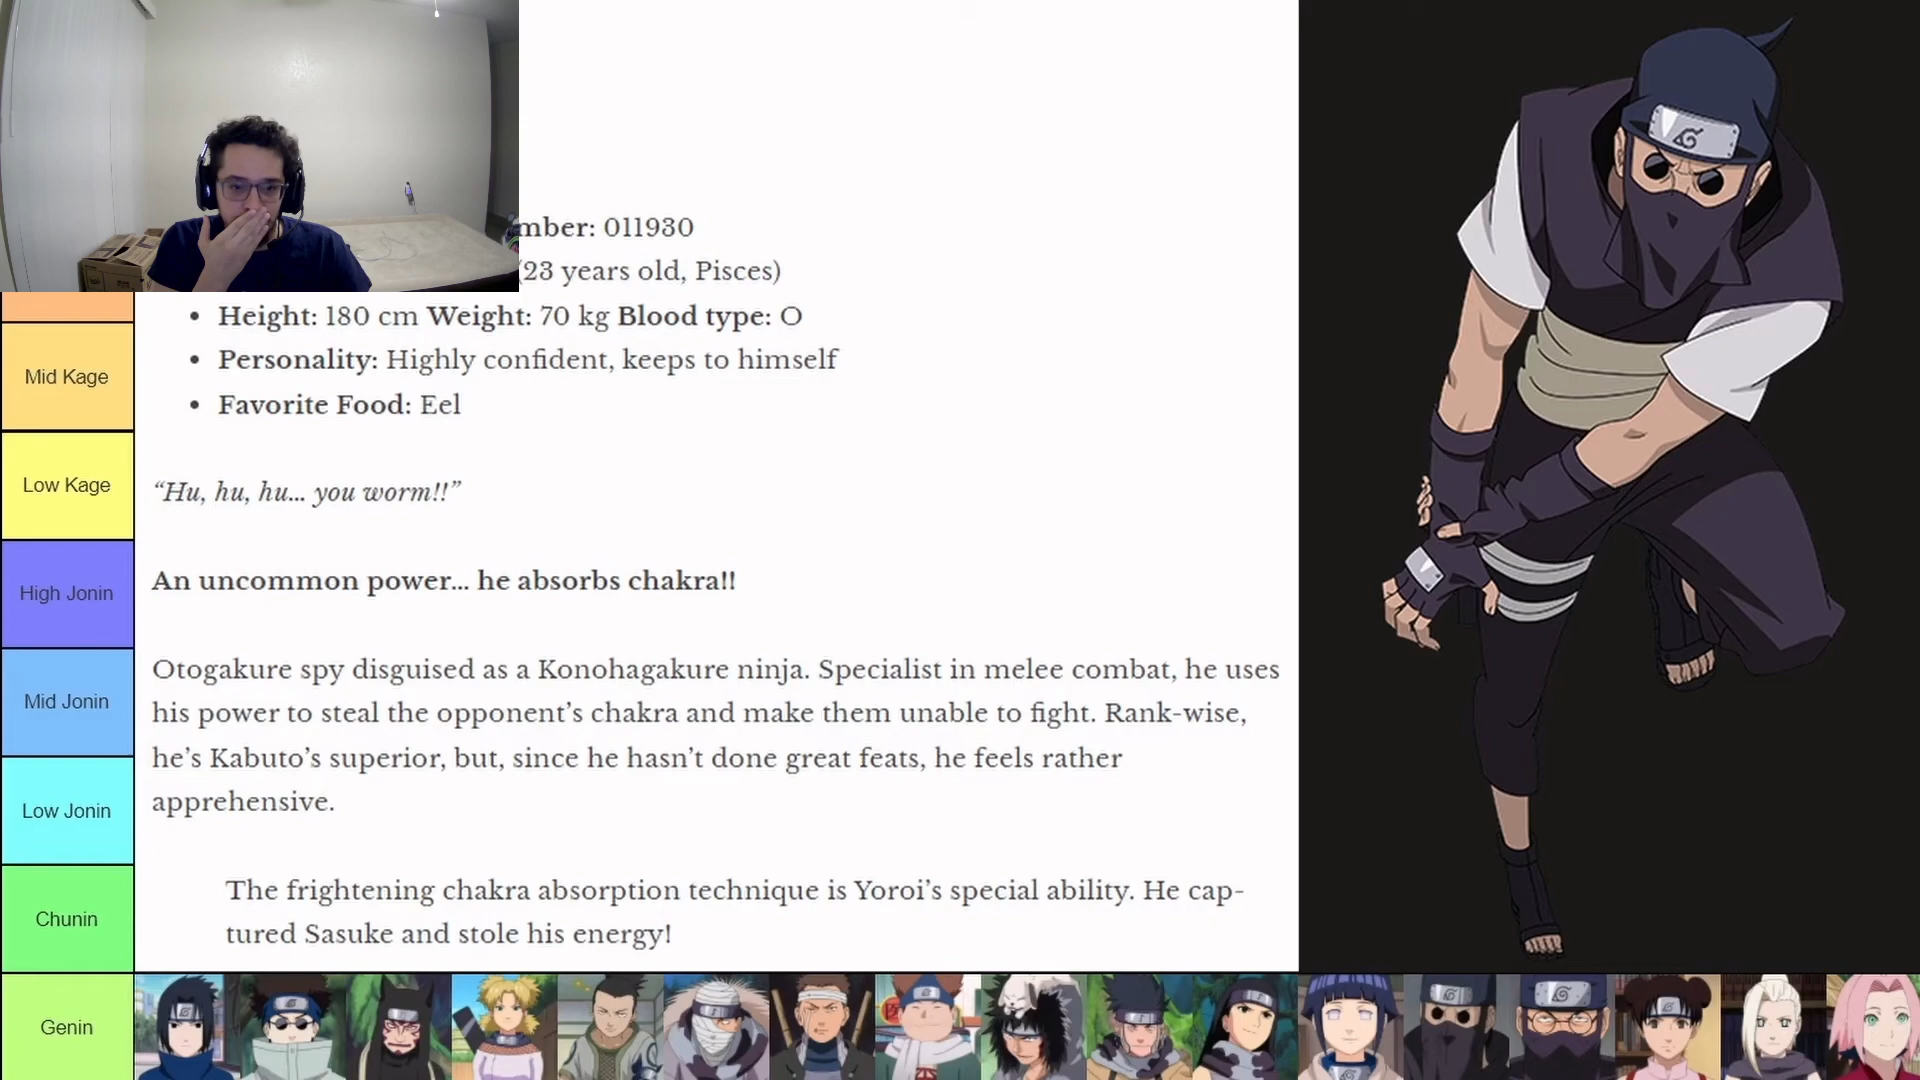 mber: 011930
(23 years old, Pisces)
• Height: 180 cm Weight: 70 kg Blood type: O
• Personality: Highly confident, keeps to himself
• Favorite Food: Eel
“Hu, hu, hu... you worm!!”
An uncommon power... he absorbs chakra!!
Otogakure spy disguised as a Konohagakure ninja. Specialist in melee combat, he uses
his power to steal the opponent’s chakra and make them unable to fight. Rank-wise,
he’s Kabuto’s superior, but, since he hasn’t done great feats, he feels rather
apprehensive.
The frightening chakra absorption technique is Yoroi’s special ability. He cap-
tured Sasuke and stole his energy!
Mid Kage
Low Kage
High Jonin
Mid Jonin
Low Jonin
Chunin
Genin